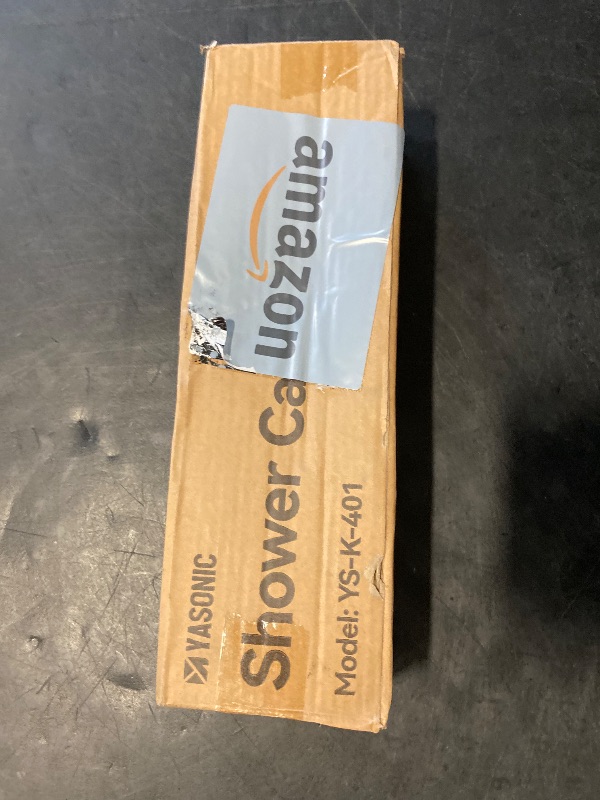 YASONIC
Shower Ca
Model: YS-K-401
amazon